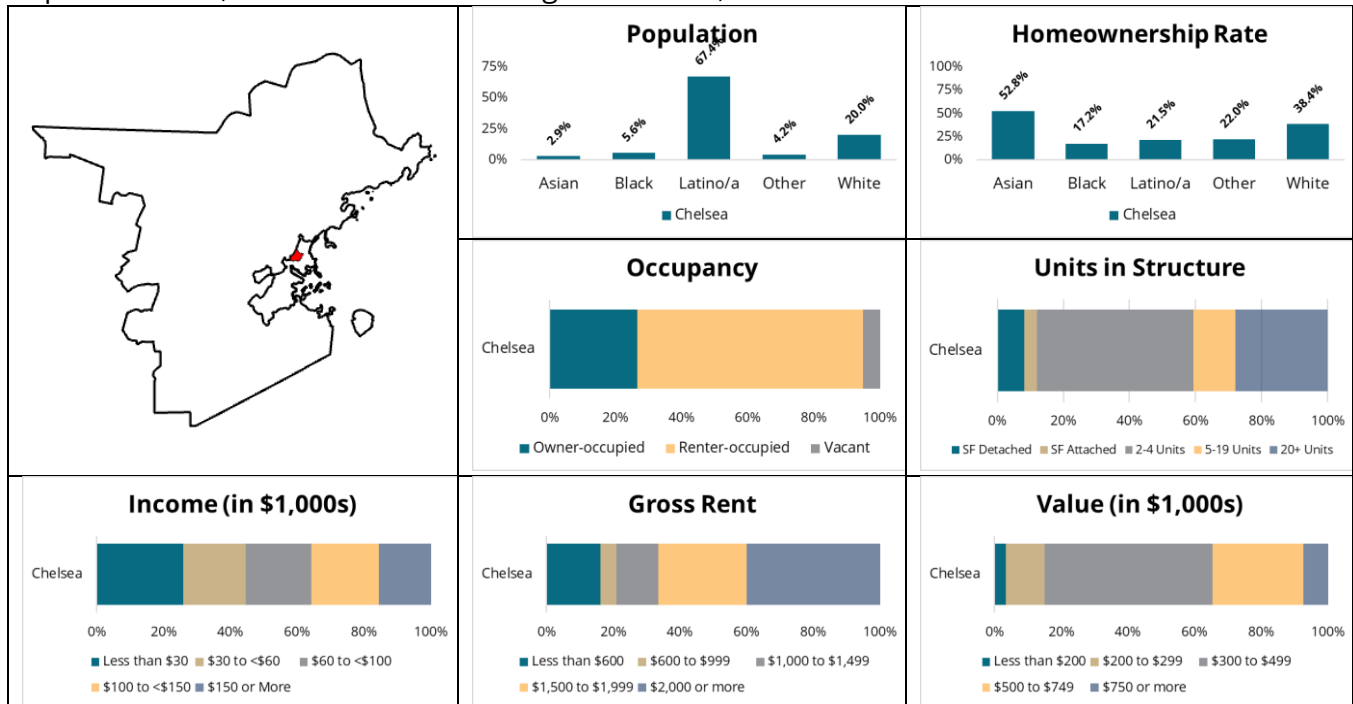 Population
75%
50%
25%
0%
2.9%
5.6%
67.4%
4.2%
20.0%
Asian Black Latino/a Other White
Chelsea
Homeownership Rate
100%
75%
50%
25%
0%
52.8%
17.2%
21.5%
22.0%
38.4%
Asian Black Latino/a Other White
Chelsea
Occupancy
Chelsea
0% 20% 40% 60% 80% 100%
Owner-occupied Renter-occupied Vacant
Units in Structure
Chelsea
0% 20% 40% 60% 80% 100%
SF Detached SF Attached 2-4 Units 5-19 Units 20+ Units
Income (in $1,000s)
Chelsea
0% 20% 40% 60% 80% 100%
Less than $30 $30 to <$60 $60 to <$100
$100 to <$150 $150 or More
Gross Rent
Chelsea
0% 20% 40% 60% 80% 100%
Less than $600 $600 to $999 $1,000 to $1,499
$1,500 to $1,999 $2,000 or more
Value (in $1,000s)
Chelsea
0% 20% 40% 60% 80% 100%
Less than $200 $200 to $299 $300 to $499
$500 to $749 $750 or more